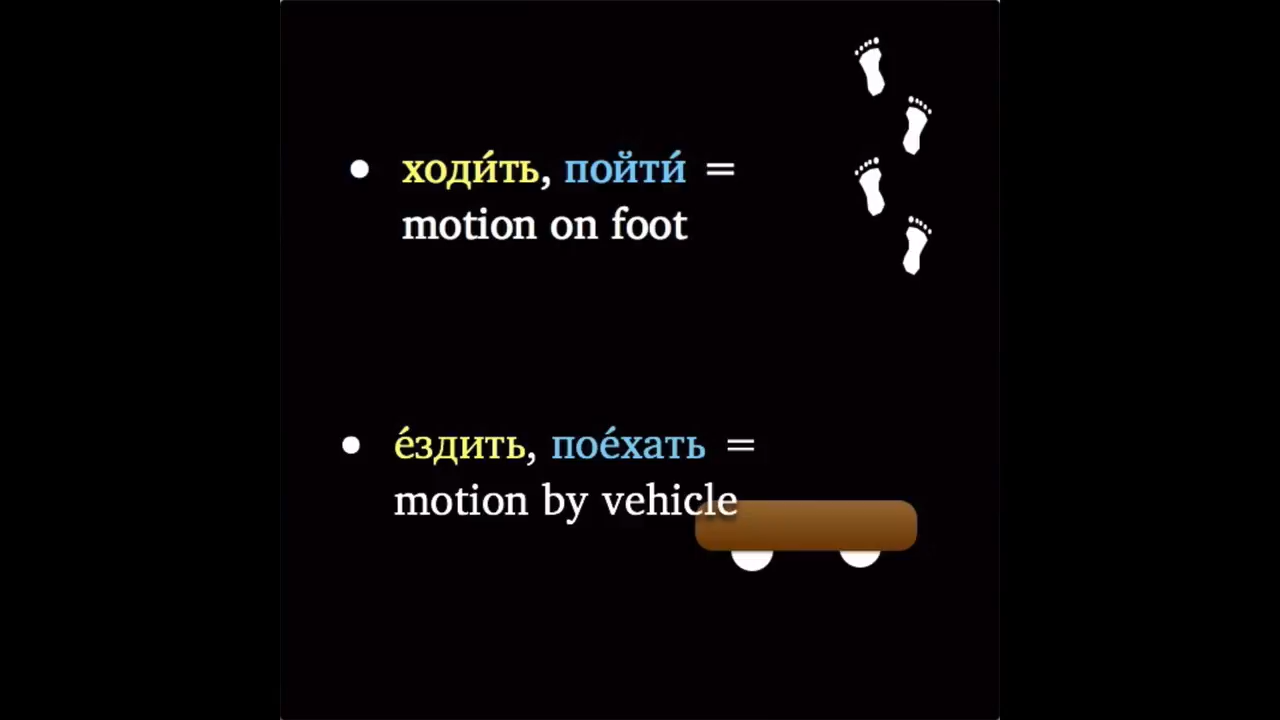 • ходи́ть, пойти́ =
motion on foot
• е́здить, пое́хать =
motion by vehicle